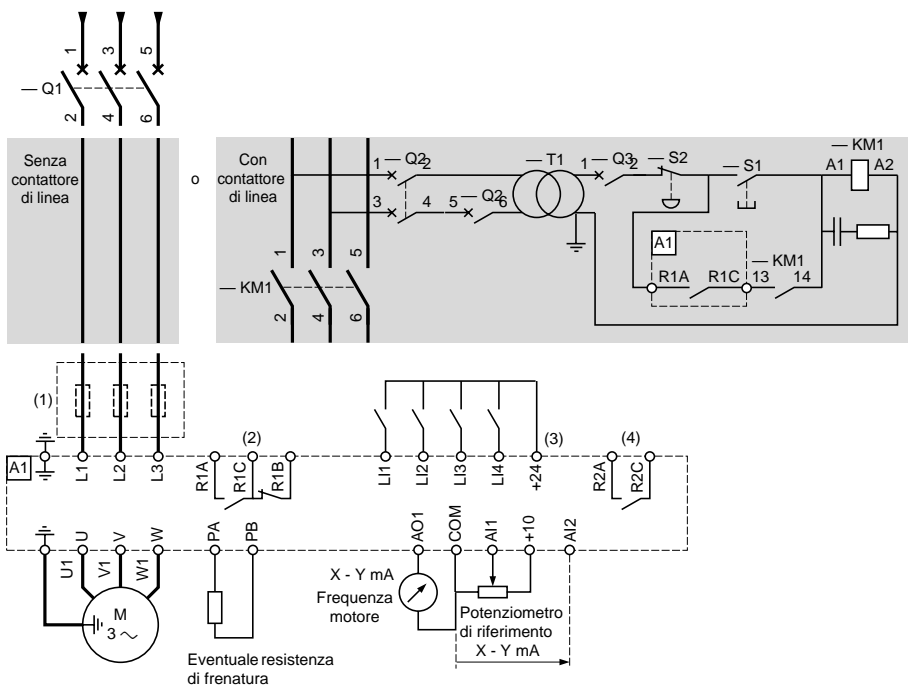 1 3 5
— Q1
2 4 6
Senza
contattore
di linea
o
Con
contattore
di linea
1 — Q2 2
— T1
1 — Q3 2
— S2
— S1
— KM1
A1 A2
3 4 5 — Q2 6
A1
R1A R1C
— KM1
13 14
1 3 5
— KM1
2 4 6
(1)
(2)
(3)
(4)
A1
L1 L2 L3
R1A R1C R1B
LI1 LI2 LI3 LI4 +24
R2A R2C
U V W
PA PB
AO1 COM AI1 +10 AI2
U1 V1 W1
M
3 ~
Eventuale resistenza
di frenatura
X - Y mA
Frequenza
motore
Potenziometro
di riferimento
X - Y mA